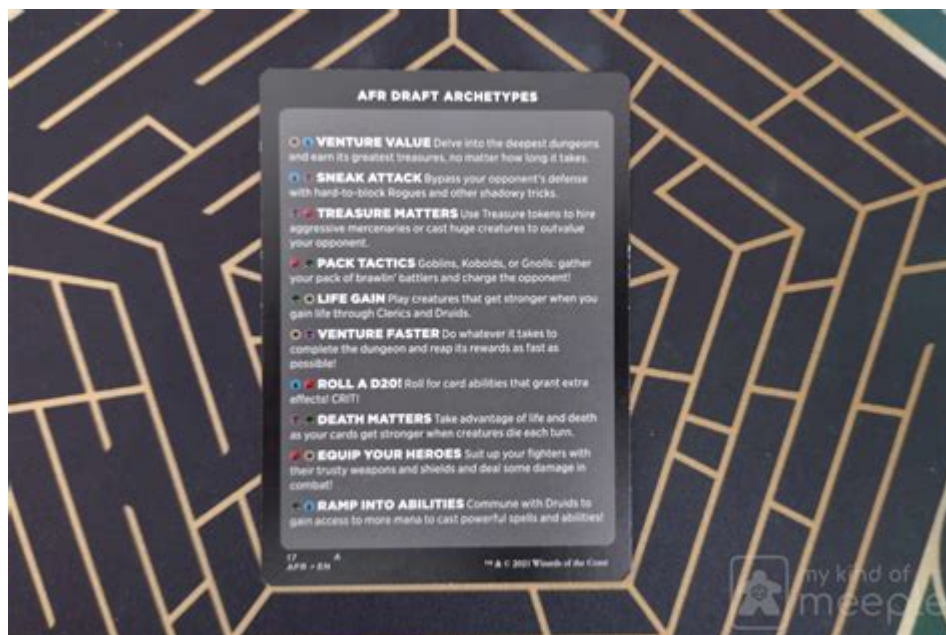 AFR DRAFT ARCHETYPES
VENTURE VALUE Delve into the deepest dungeons
and earn its greatest treasures, no matter how long it takes.
SNEAK ATTACK Bypass your opponent's defense
with hard-to-block Rogues and other shadowy tricks.
TREASURE MATTERS Use Treasure tokens to hire
aggressive mercenaries or cast huge creatures to outvalue
your opponent.
PACK TACTICS Goblins, Kobolds, or Gnolls: gather
your pack of brawlin' battlers and charge the opponent!
LIFE GAIN Play creatures that get stronger when you
gain life through Clerics and Druids.
VENTURE FASTER Do whatever it takes to
complete the dungeon and reap its rewards as fast as
possible!
ROLL A D20! Roll for card abilities that grant extra
effects! CRIT!
DEATH MATTERS Take advantage of life and death
as your cards get stronger when creatures die each turn.
EQUIP YOUR HEROES Suit up your fighters with
their trusty weapons and shields and deal some damage in
combat!
RAMP INTO ABILITIES Commune with Druids to
gain access to more mana to cast powerful spells and abilities!
17 A
AFR • EN
™ & © 2021 Wizards of the Coast
my kind of
meeple